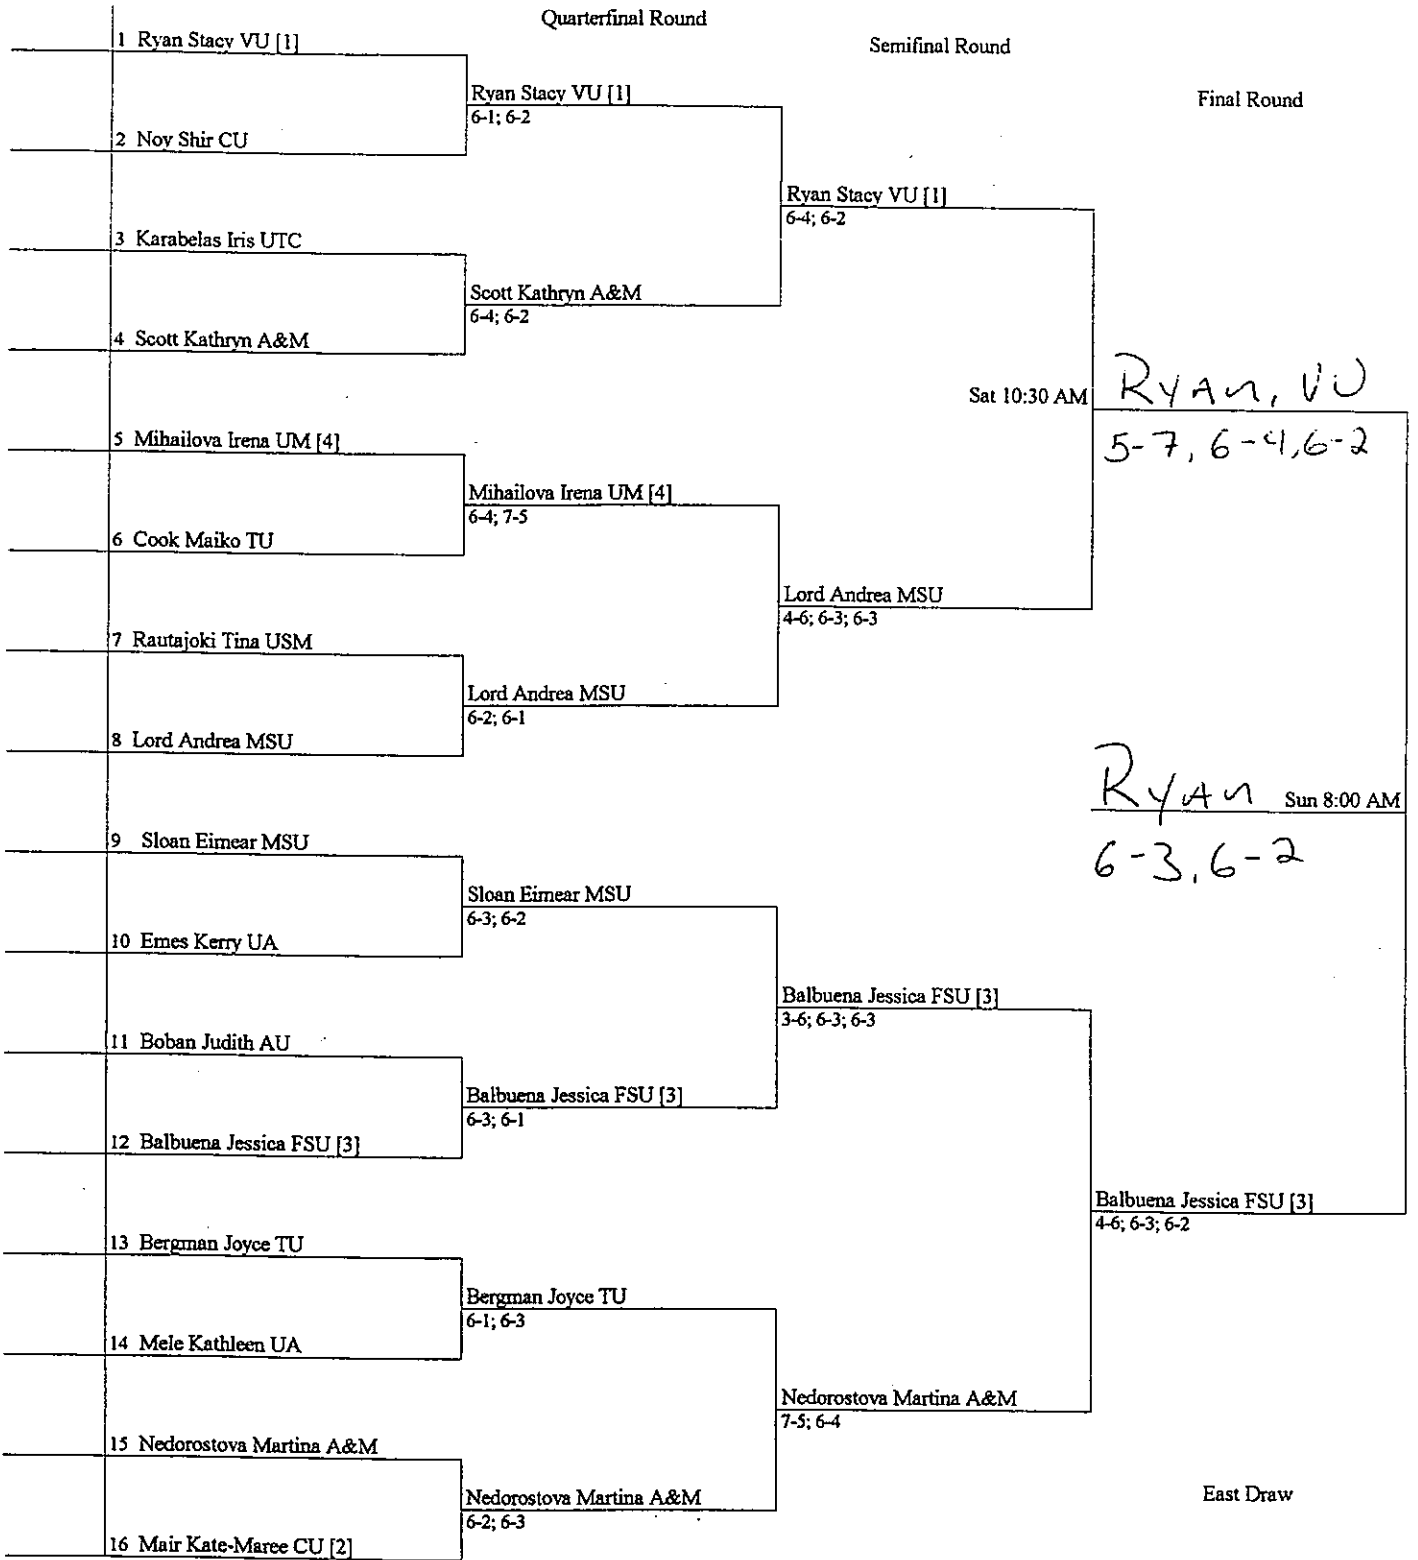 Quarterfinal Round
Semifinal Round
Final Round
1 Ryan Stacy VU [1]
Ryan Stacy VU [1]
6-1; 6-2
2 Noy Shir CU
Ryan Stacy VU [1]
6-4; 6-2
3 Karabelas Iris UTC
Scott Kathryn A&M
6-4; 6-2
4 Scott Kathryn A&M
Sat 10:30 AM
RYAN, VU
5-7, 6-4, 6-2
5 Mihailova Irena UM [4]
Mihailova Irena UM [4]
6-4; 7-5
6 Cook Maiko TU
Lord Andrea MSU
4-6; 6-3; 6-3
7 Rautajoki Tina USM
Lord Andrea MSU
6-2; 6-1
8 Lord Andrea MSU
RYAN
Sun 8:00 AM
6-3, 6-2
9 Sloan Eimear MSU
Sloan Eimear MSU
6-3; 6-2
10 Emes Kerry UA
Balbuena Jessica FSU [3]
3-6; 6-3; 6-3
11 Boban Judith AU
Balbuena Jessica FSU [3]
6-3; 6-1
12 Balbuena Jessica FSU [3]
Balbuena Jessica FSU [3]
4-6; 6-3; 6-2
13 Bergman Joyce TU
Bergman Joyce TU
6-1; 6-3
14 Mele Kathleen UA
Nedorostova Martina A&M
7-5; 6-4
15 Nedorostova Martina A&M
Nedorostova Martina A&M
6-2; 6-3
16 Mair Kate-Maree CU [2]
East Draw